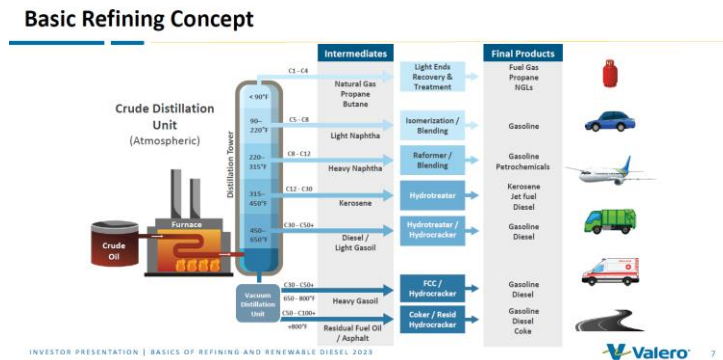 Basic Refining Concept
Intermediates
Final Products
Crude Distillation
Unit
(Atmospheric)
Furnace
Crude
Oil
Distillation Tower
< 90°F
C1 - C4
Natural Gas
Propane
Butane
Light Ends
Recovery &
Treatment
Fuel Gas
Propane
NGLs
90–
220°F
C5 - C8
Light Naphtha
Isomerization /
Blending
Gasoline
220–
315°F
C8 - C12
Heavy Naphtha
Reformer /
Blending
Gasoline
Petrochemicals
315–
450°F
C12 - C30
Kerosene
Hydrotreater
Kerosene
Jet fuel
Diesel
450–
650°F
C30 - C50+
Diesel /
Light Gasoil
Hydrotreater /
Hydrocracker
Gasoline
Diesel
Vacuum
Distillation
Unit
C30 - C50+
650 - 800°F
Heavy Gasoil
FCC /
Hydrocracker
Gasoline
Diesel
C50 - C100+
+800°F
Residual Fuel Oil
/ Asphalt
Coker / Resid
Hydrocracker
Gasoline
Diesel
Coke
INVESTOR PRESENTATION | BASICS OF REFINING AND RENEWABLE DIESEL 2023
Valero
7